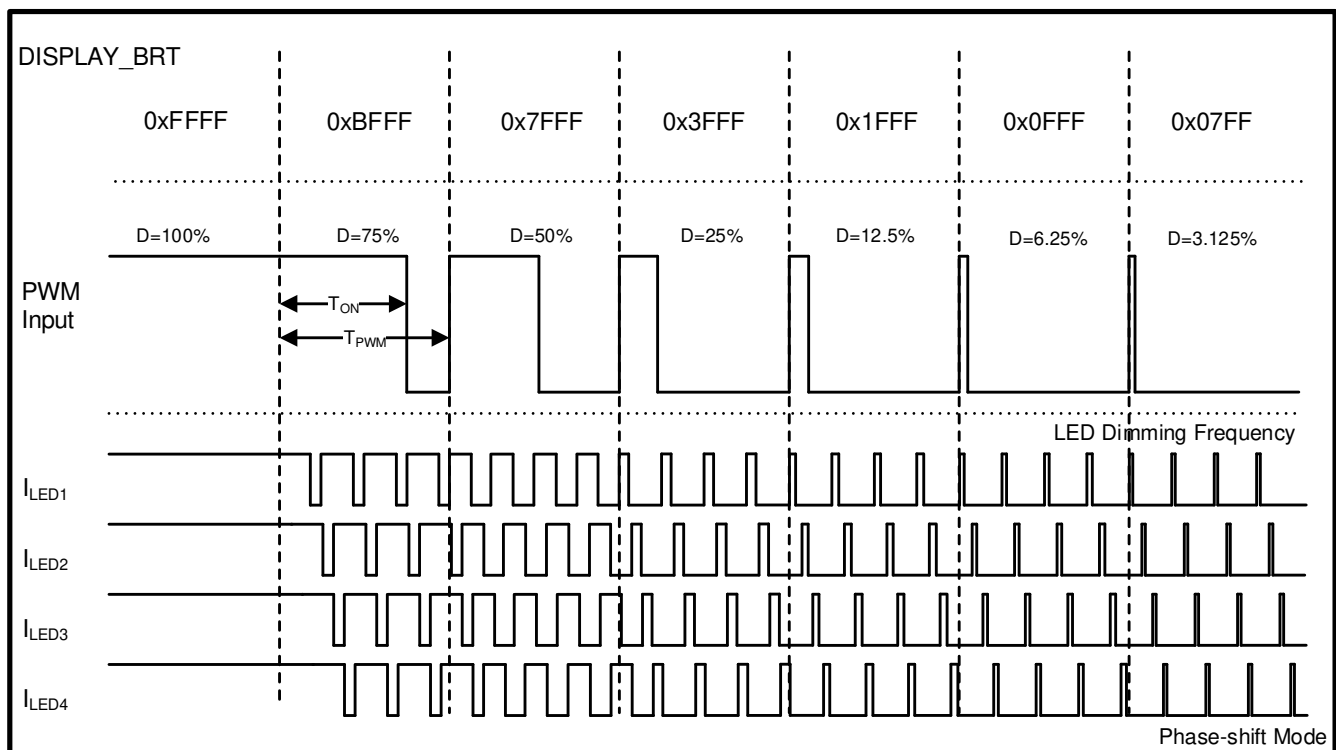 DISPLAY_BRT
0xFFFF 0xBFFF 0x7FFF 0x3FFF 0x1FFF 0x0FFF 0x07FF
D=100% D=75% D=50% D=25% D=12.5% D=6.25% D=3.125%
PWM
Input
TON
TPWM
LED Dimming Frequency
ILED1
ILED2
ILED3
ILED4
Phase-shift Mode